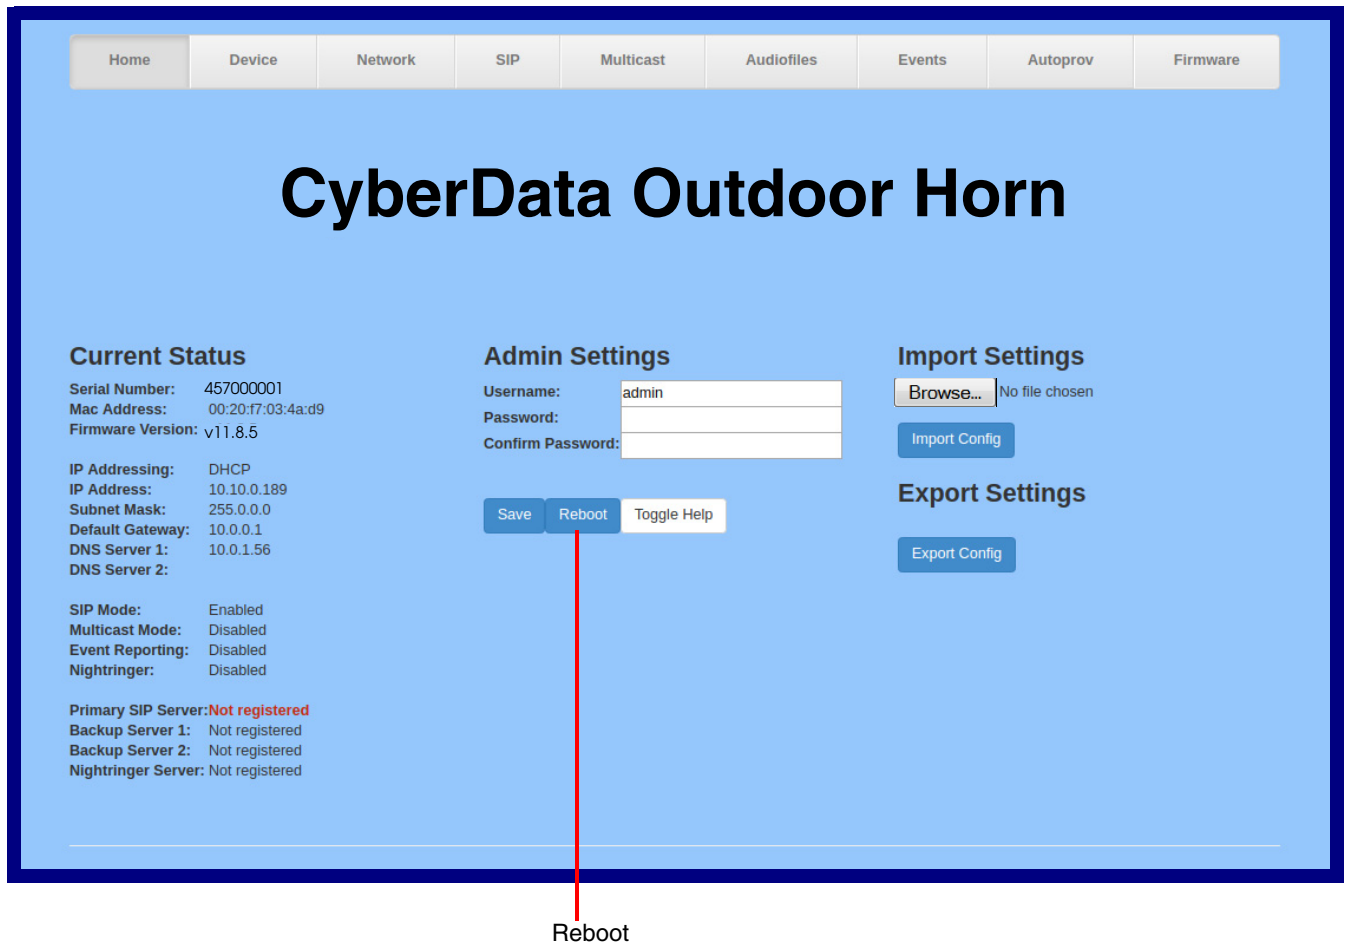 Home Device Network SIP Multicast Audiofiles Events Autoprov Firmware
CyberData Outdoor Horn
Current Status
Serial Number: 457000001
Mac Address: 00:20:f7:03:4a:d9
Firmware Version: v11.8.5
IP Addressing: DHCP
IP Address: 10.10.0.189
Subnet Mask: 255.0.0.0
Default Gateway: 10.0.0.1
DNS Server 1: 10.0.1.56
DNS Server 2:
SIP Mode: Enabled
Multicast Mode: Disabled
Event Reporting: Disabled
Nightringer: Disabled
Primary SIP Server: Not registered
Backup Server 1: Not registered
Backup Server 2: Not registered
Nightringer Server: Not registered
Admin Settings
Username: admin
Password:
Confirm Password:
Save Reboot Toggle Help
Import Settings
Browse... No file chosen
Import Config
Export Settings
Export Config
Reboot